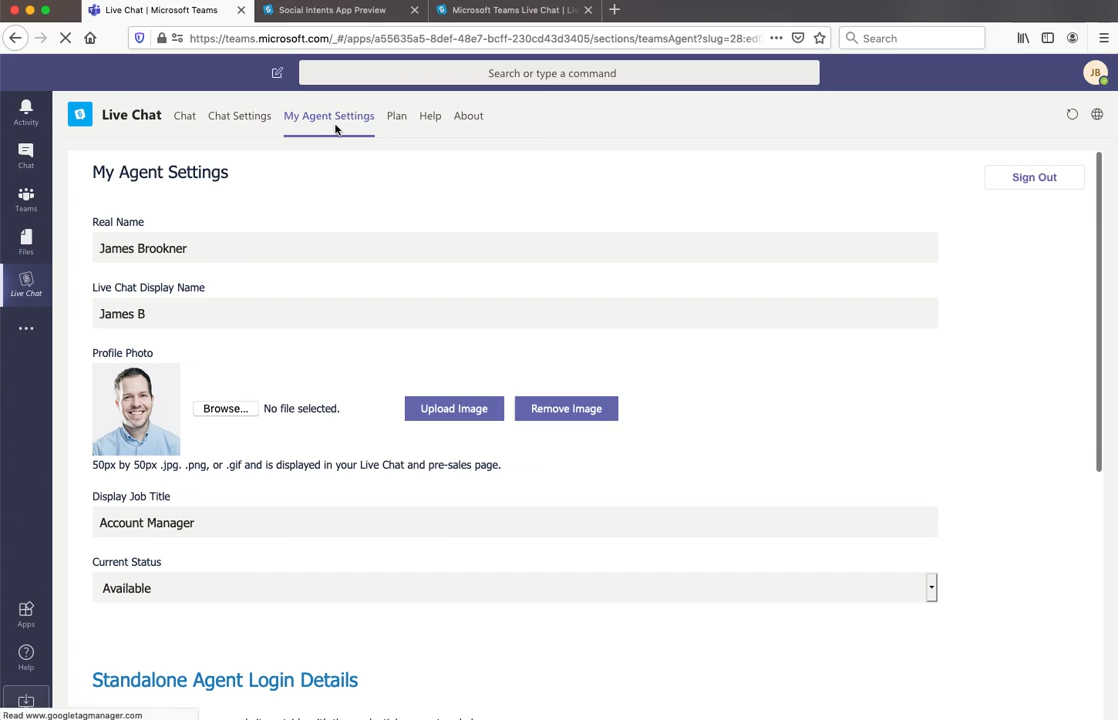 Live Chat | Microsoft Teams
Social Intents App Preview
Microsoft Teams Live Chat | Li
https://teams.microsoft.com/_#/apps/a55635a5-8def-48e7-bcff-230cd43d3405/sections/teamsAgent?slug=28:ed0
Search
Search or type a command
JB
Activity
Chat
Teams
Files
Live Chat
Apps
Help
Live Chat
Chat
Chat Settings
My Agent Settings
Plan
Help
About
My Agent Settings
Sign Out
Real Name
James Brookner
Live Chat Display Name
James B
Profile Photo
Browse...
No file selected.
Upload Image
Remove Image
50px by 50px .jpg. .png, or .gif and is displayed in your Live Chat and pre-sales page.
Display Job Title
Account Manager
Current Status
Available
Standalone Agent Login Details
Read www.googletagmanager.com